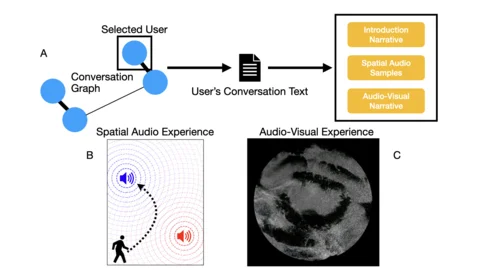 A
Selected User
Conversation
Graph
User's Conversation Text
Introduction
Narrative
Spatial Audio
Samples
Audio-Visual
Narrative
Spatial Audio Experience
B
Audio-Visual Experience
C